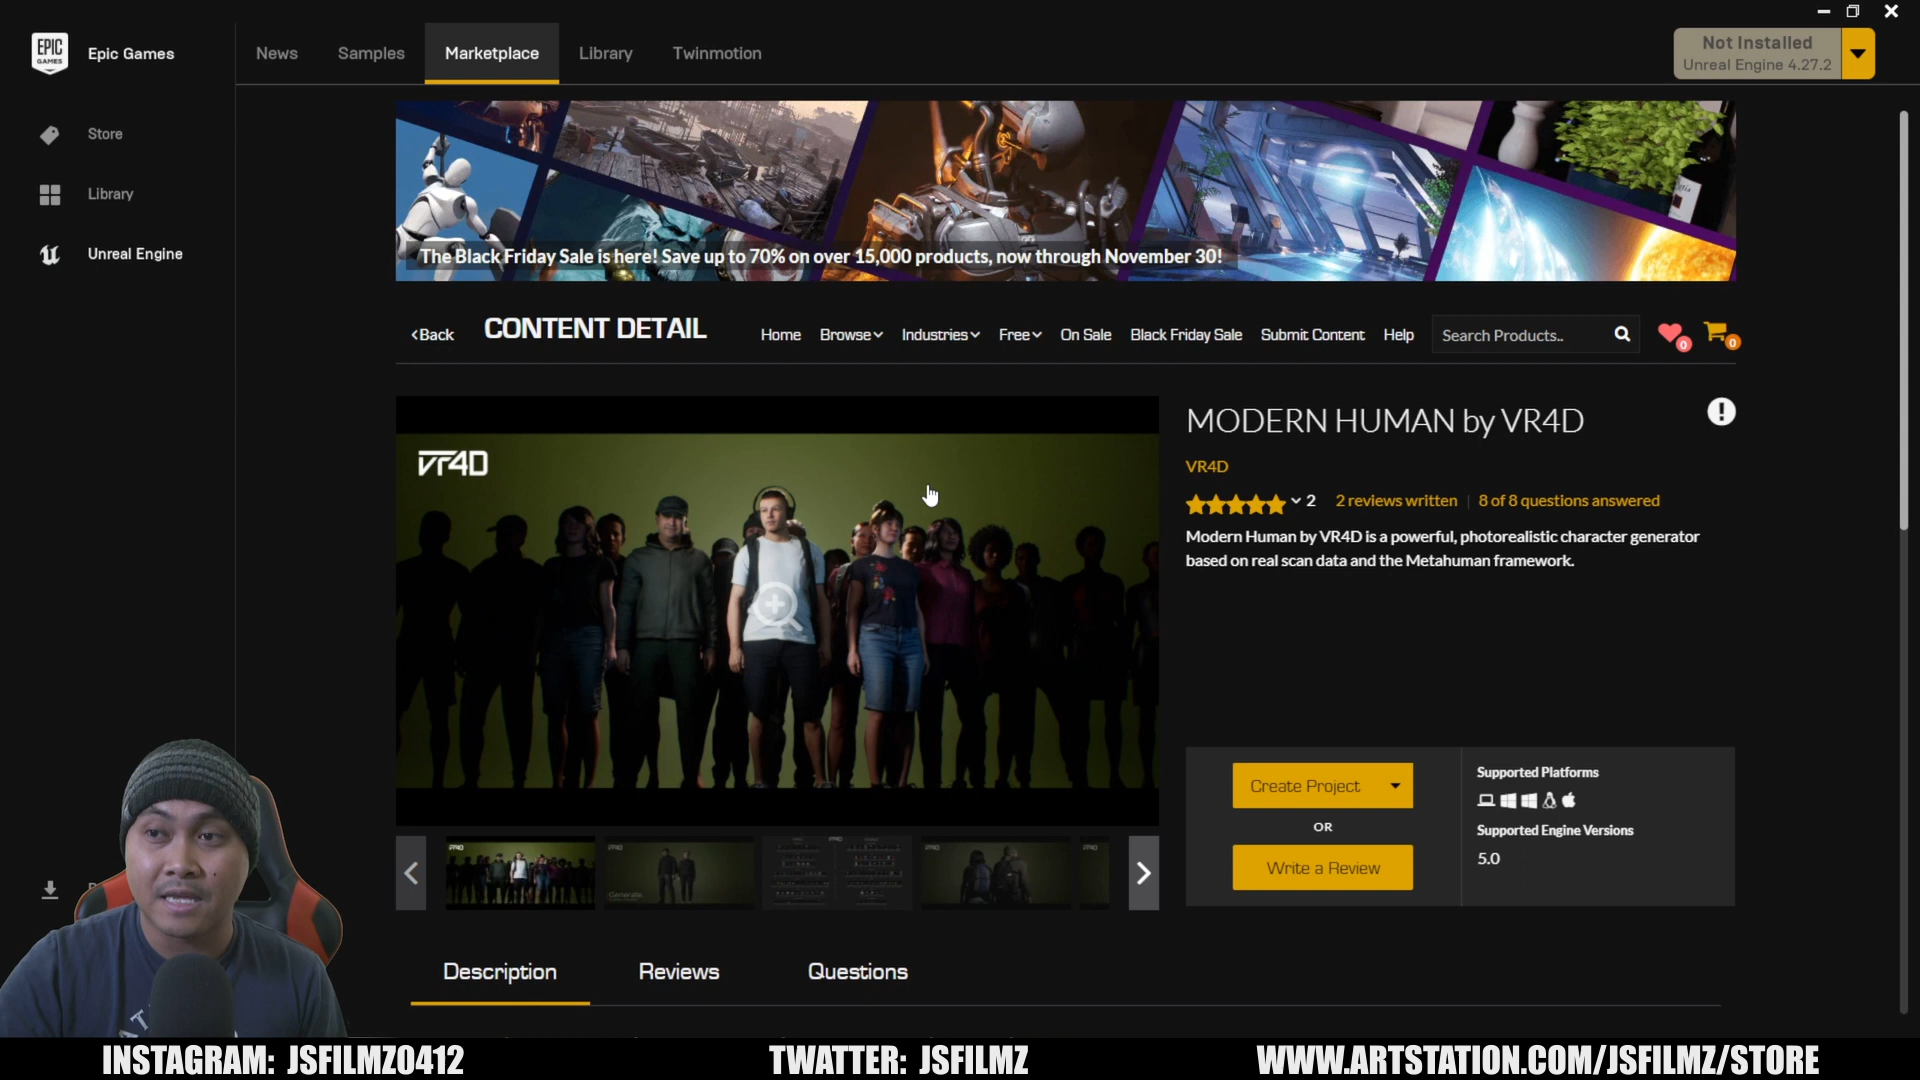 EPIC
GAMES
Epic Games
News
Samples
Marketplace
Library
Twinmotion
Not Installed
Unreal Engine 4.27.2
Store
Library
Unreal Engine
The Black Friday Sale is here! Save up to 70% on over 15,000 products, now through November 30!
Back
CONTENT DETAIL
Home
Browse
Industries
Free
On Sale
Black Friday Sale
Submit Content
Help
Search Products..
0
0
VR4D
MODERN HUMAN by VR4D
VR4D
2
2 reviews written
8 of 8 questions answered
Modern Human by VR4D is a powerful, photorealistic character generator
based on real scan data and the Metahuman framework.
Create Project
OR
Write a Review
Supported Platforms
Supported Engine Versions
5.0
Generate
Description
Reviews
Questions
INSTAGRAM: JSFILMZ0412
TWATTER: JSFILMZ
WWW.ARTSTATION.COM/JSFILMZ/STORE